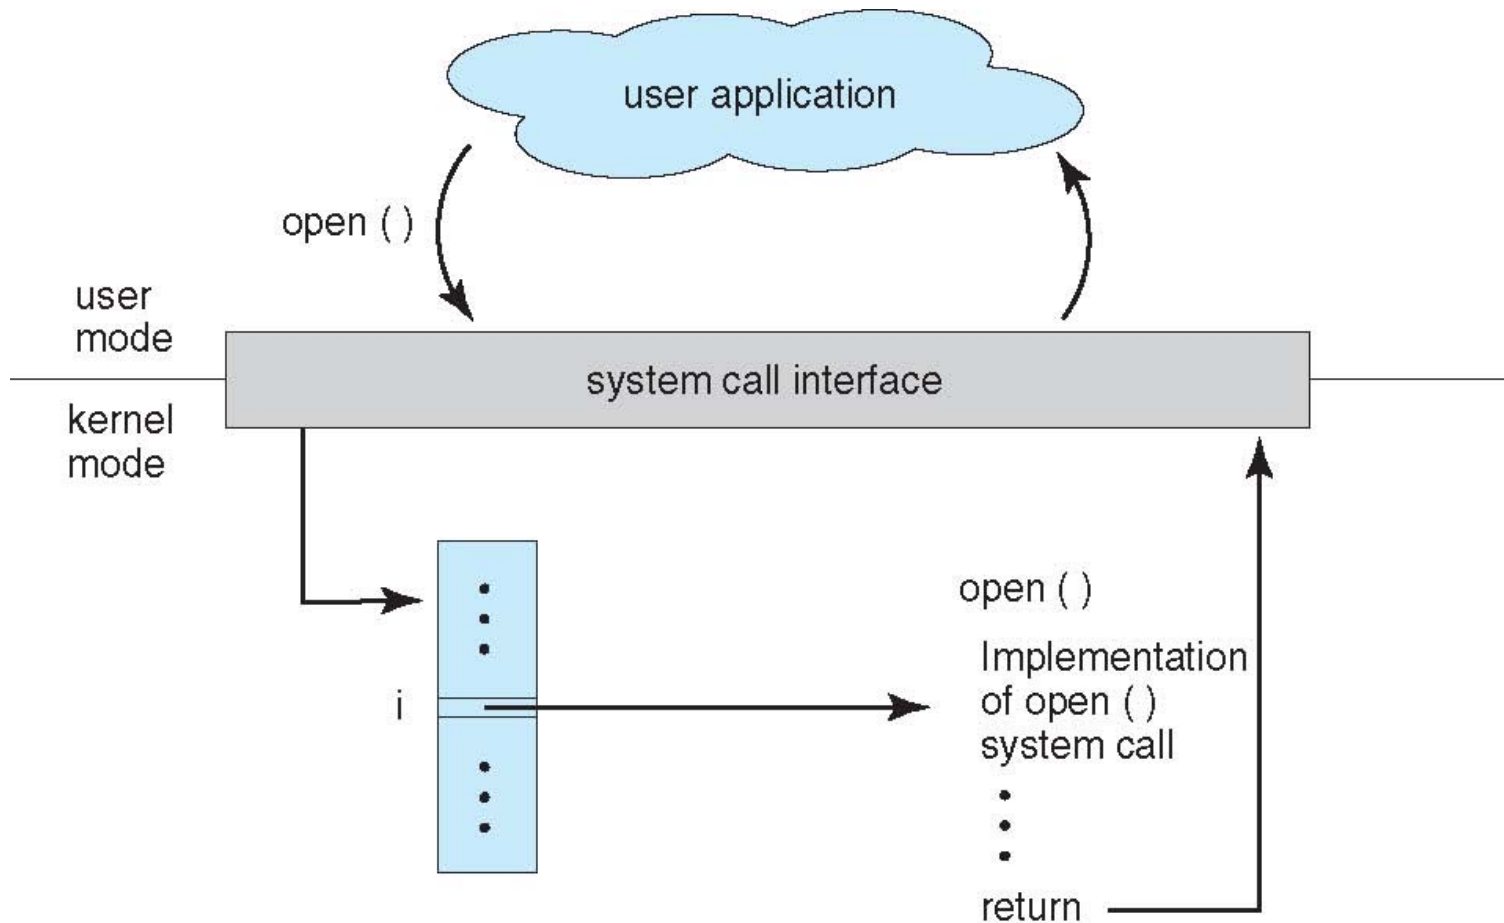 user application
open ( )
user
mode
system call interface
kernel
mode
open ( )
i
Implementation
of open ( )
system call
return